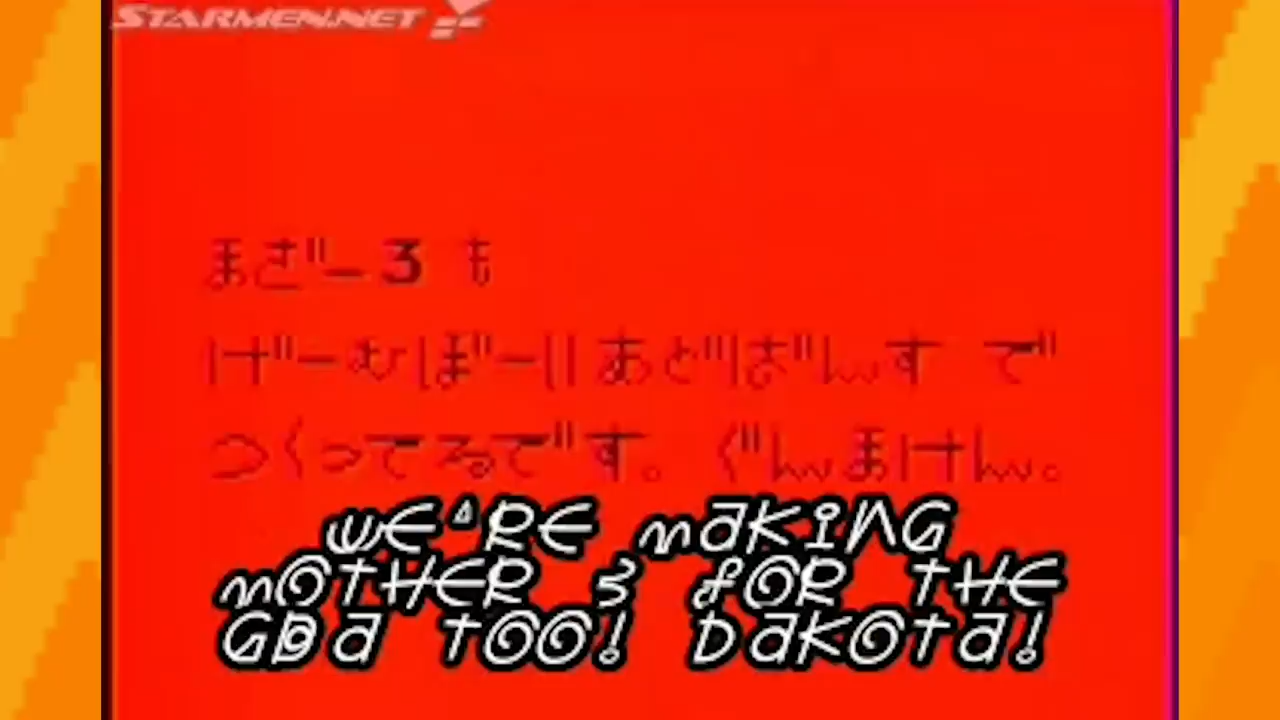 STARMEN.NET
まざー3 も
げーむぼーい あどばんす で
つくってるです。ぐんまけん。
WE'RE MAKING
MOTHER 3 FOR THE
GBA TOO! DAKOTA!